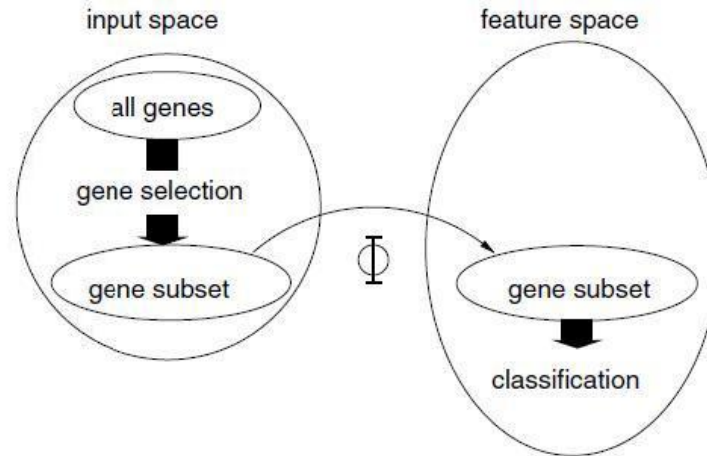 input space
feature space
all genes
gene selection
gene subset
Φ
gene subset
classification